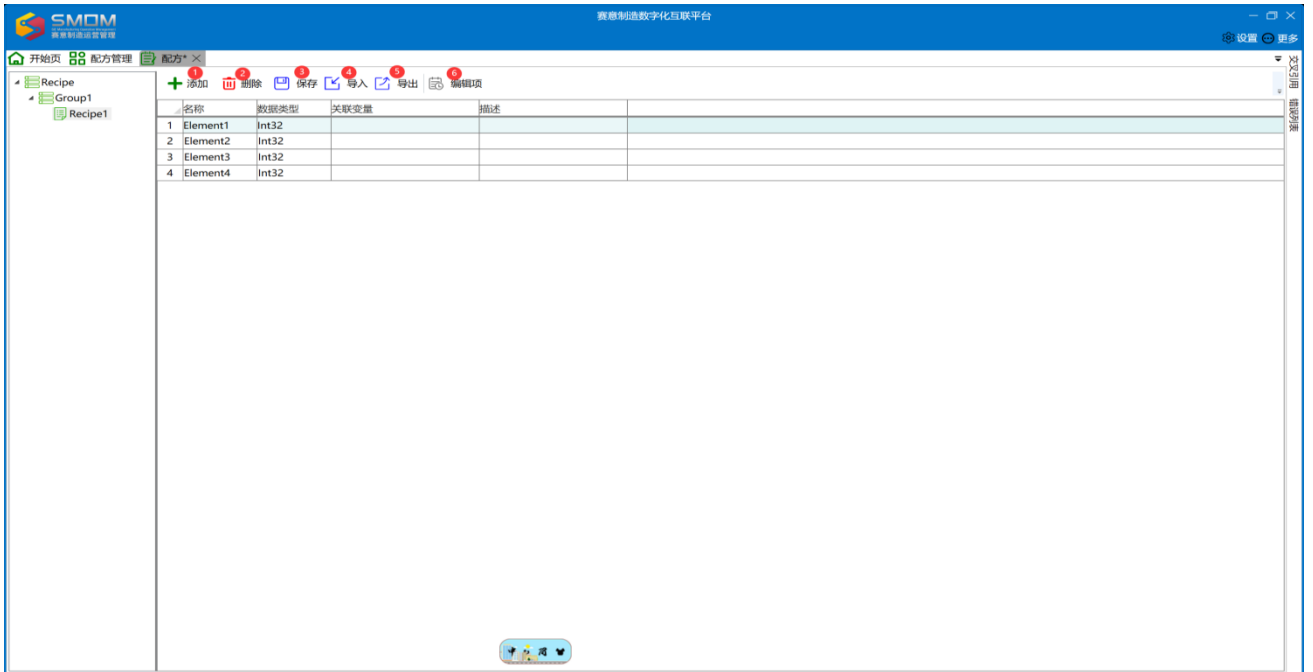 SMOM
赛意制造运营管理
赛意制造数字化互联平台
设置 更多
开始页 配方管理 配方*
1 2 3 4 5 6
添加 删除 保存 导入 导出 编辑项
Recipe
Group1
Recipe1
名称 数据类型 关联变量 描述
1 Element1 Int32
2 Element2 Int32
3 Element3 Int32
4 Element4 Int32
交叉引用
错误列表
中